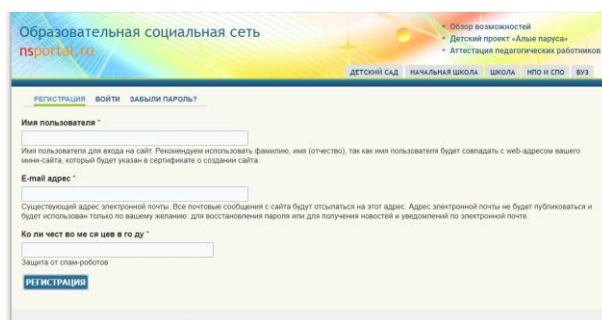 Образовательная социальная сеть
nsportal.ru
Обзор возможностей
Детский проект «Алые паруса»
Аттестация педагогических работников
ДЕТСКИЙ САД НАЧАЛЬНАЯ ШКОЛА ШКОЛА НПО И СПО ВУЗ
РЕГИСТРАЦИЯ ВОЙТИ ЗАБЫЛИ ПАРОЛЬ?
Имя пользователя *
Имя пользователя для входа на сайт. Рекомендуем использовать фамилию, имя (отчество), так как имя пользователя будет совпадать с web-адресом вашего
мини-сайта, который будет указан в сертификате о создании сайта.
E-mail адрес *
Существующий адрес электронной почты. Все почтовые сообщения с сайта будут отсылаться на этот адрес. Адрес электронной почты не будет публиковаться и
будет использован только по вашему желанию: для восстановления пароля или для получения новостей и уведомлений по электронной почте.
Ко ли чест во ме ся цев в го ду *
Защита от спам-роботов
РЕГИСТРАЦИЯ